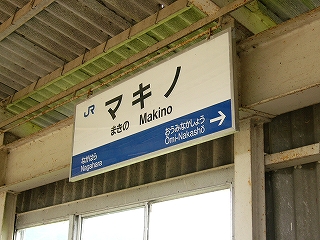 JR マキノ
まきの Makino
ながはら
Nagahara
おうみなかしょう
Ōmi-Nakashō
→